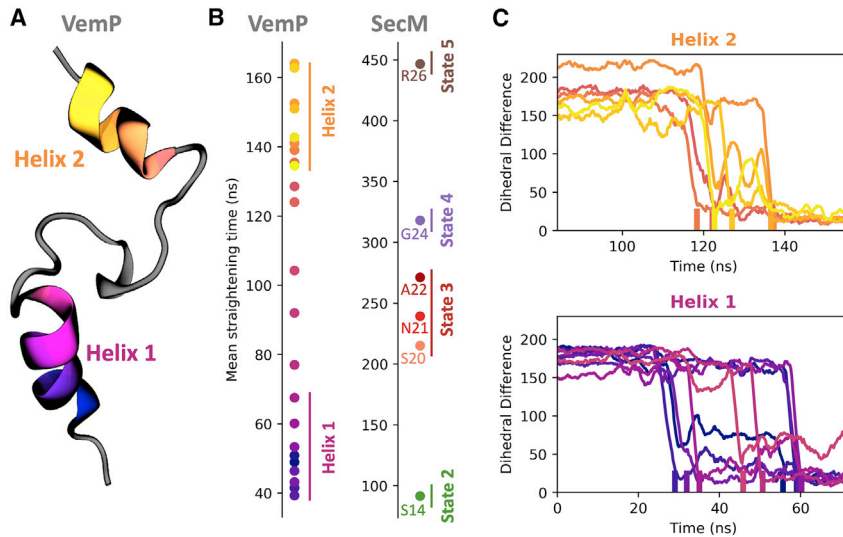 A
VemP
Helix 2
Helix 1
B
VemP
SecM
Mean straightening time (ns)
160
140
120
100
80
60
40
Helix 2
Helix 1
450
400
350
300
250
200
150
100
R26
State 5
G24
State 4
A22
N21
S20
State 3
S14
State 2
C
Helix 2
Dihedral Difference
200
150
100
50
0
100
120
140
Time (ns)
Helix 1
Dihedral Difference
200
150
100
50
0
0
20
40
60
Time (ns)